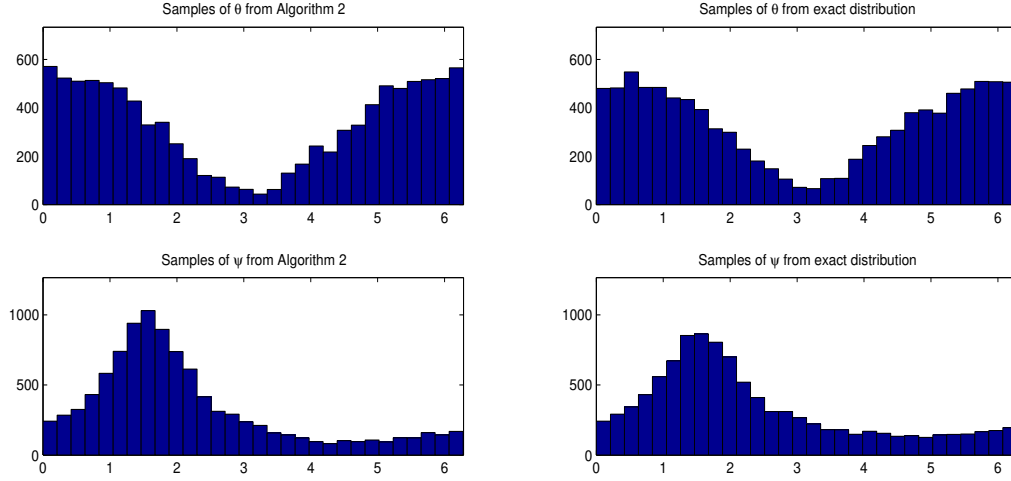 Samples of θ from Algorithm 2
600
400
200
0
0 1 2 3 4 5 6
Samples of θ from exact distribution
600
400
200
0
0 1 2 3 4 5 6
Samples of ψ from Algorithm 2
1000
500
0
0 1 2 3 4 5 6
Samples of ψ from exact distribution
1000
500
0
0 1 2 3 4 5 6